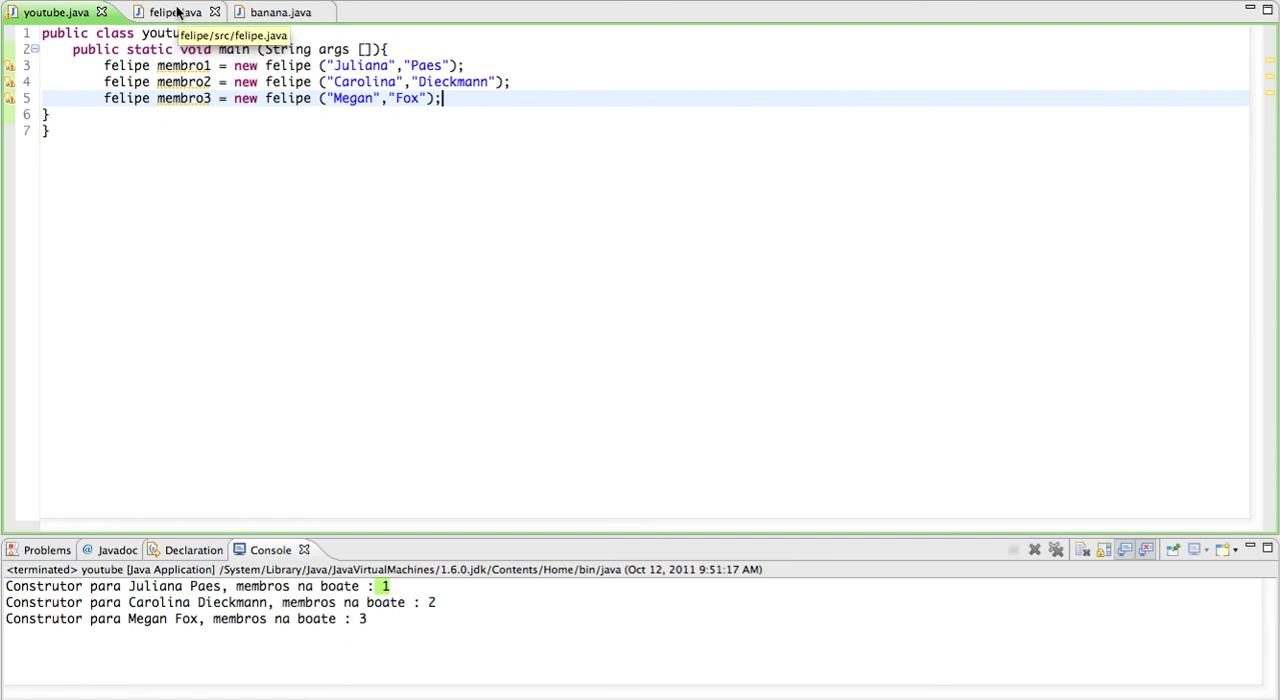 youtube.java felipe.java banana.java
1 public class youtu
felipe/src/felipe.java
2 public static void main (String args []){
3 felipe membro1 = new felipe ("Juliana","Paes");
4 felipe membro2 = new felipe ("Carolina","Dieckmann");
5 felipe membro3 = new felipe ("Megan","Fox");
6 }
7 }
Problems @ Javadoc Declaration Console
<terminated> youtube [Java Application] /System/Library/Java/JavaVirtualMachines/1.6.0.jdk/Contents/Home/bin/java (Oct 12, 2011 9:51:17 AM)
Construtor para Juliana Paes, membros na boate : 1
Construtor para Carolina Dieckmann, membros na boate : 2
Construtor para Megan Fox, membros na boate : 3